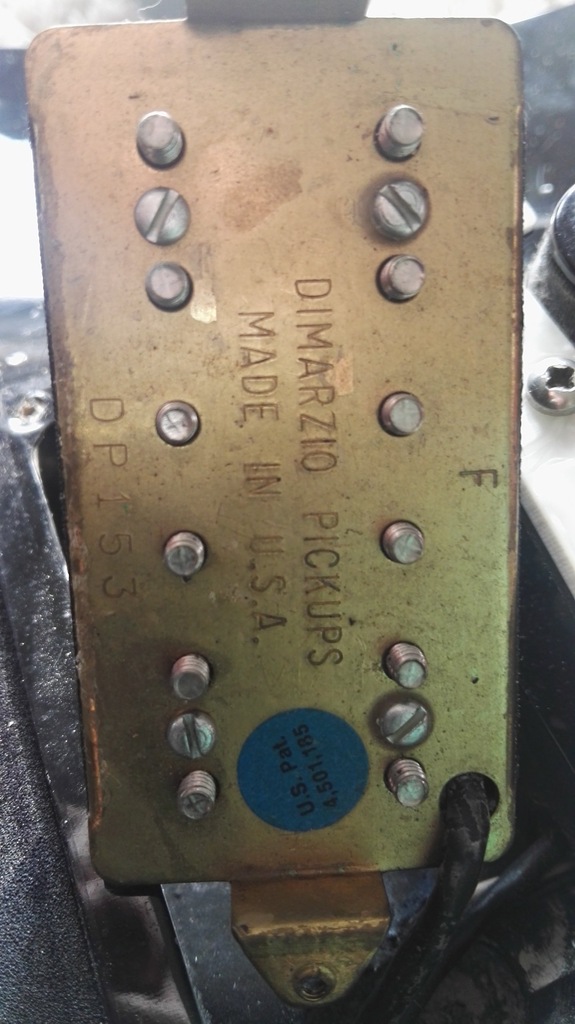 F
DIMARZIO PICKUPS
MADE IN U.S.A.
DP153
U.S. Pat.
4,501,185